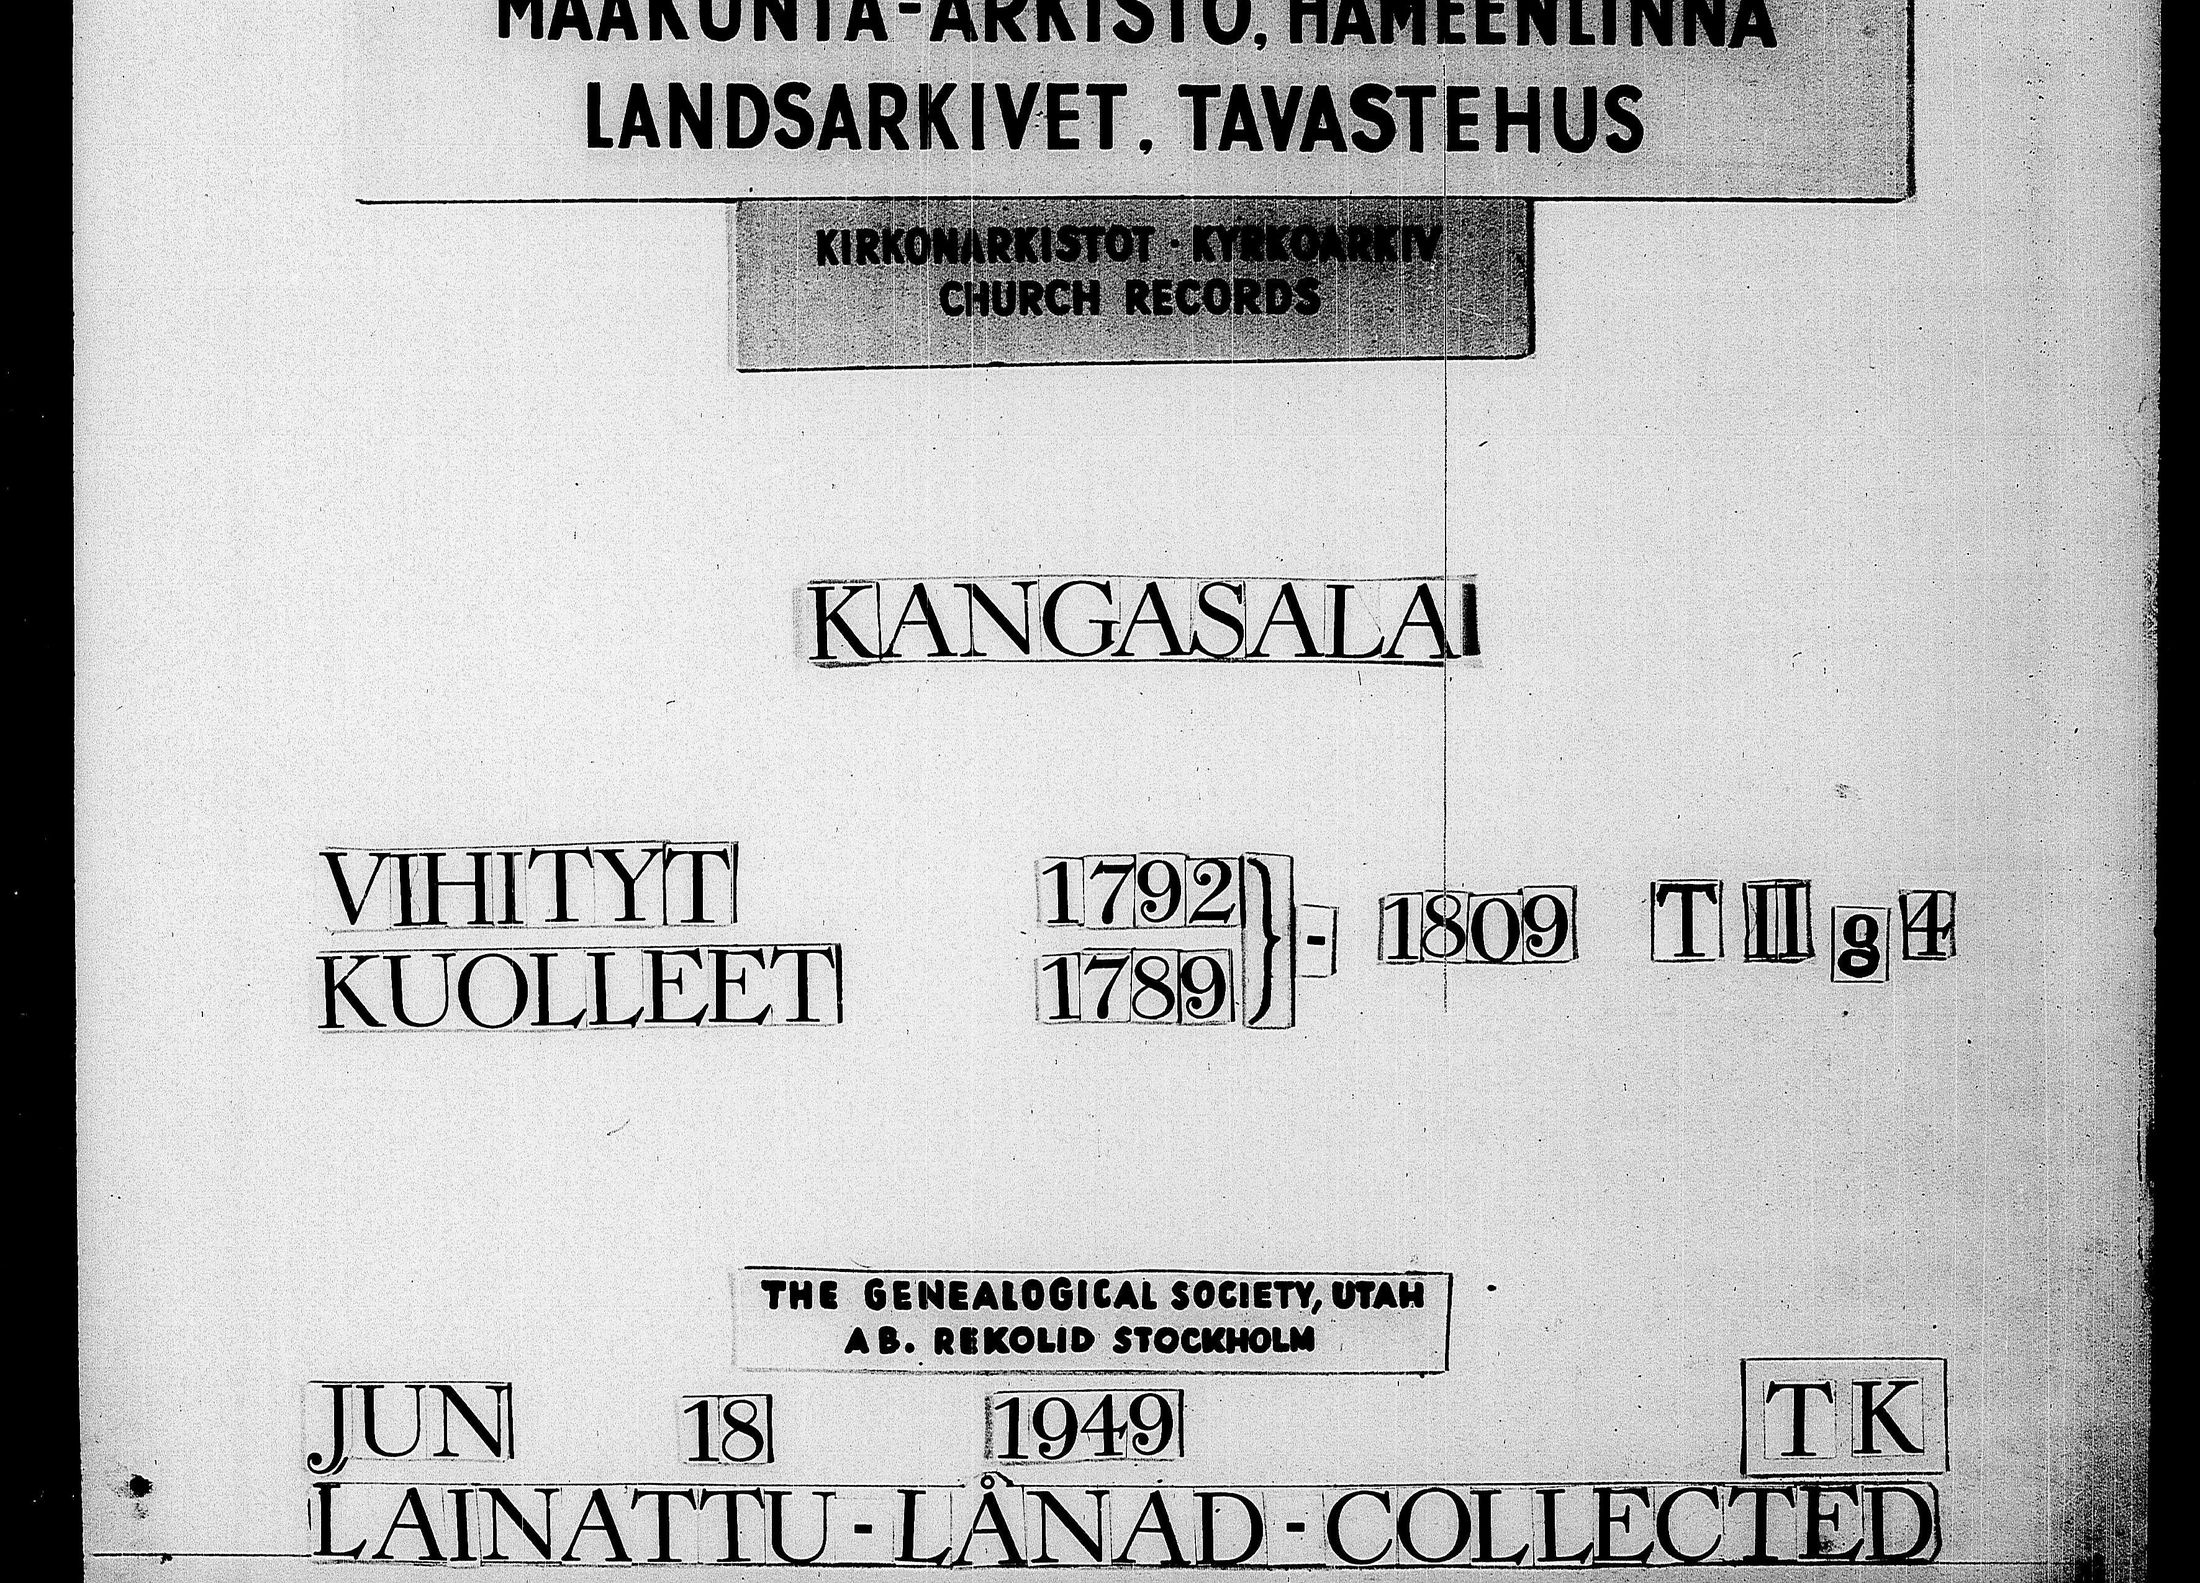 MAAKUNTA-ARKISTO, HÄMEENLINNA
LANDSARKIVET, TAVASTEHUS
KIRKONARKISTOT · KYRKOARKIV
CHURCH RECORDS
KANGASALA
VIHITYT 1792 } - 1809 T II 8 4
KUOLLEET 1789
THE GENEALOGICAL SOCIETY, UTAH
AB. REKOLID STOCKHOLM
JUN 18 1949 TK
LAINATTU - LÅNAD - COLLECTED